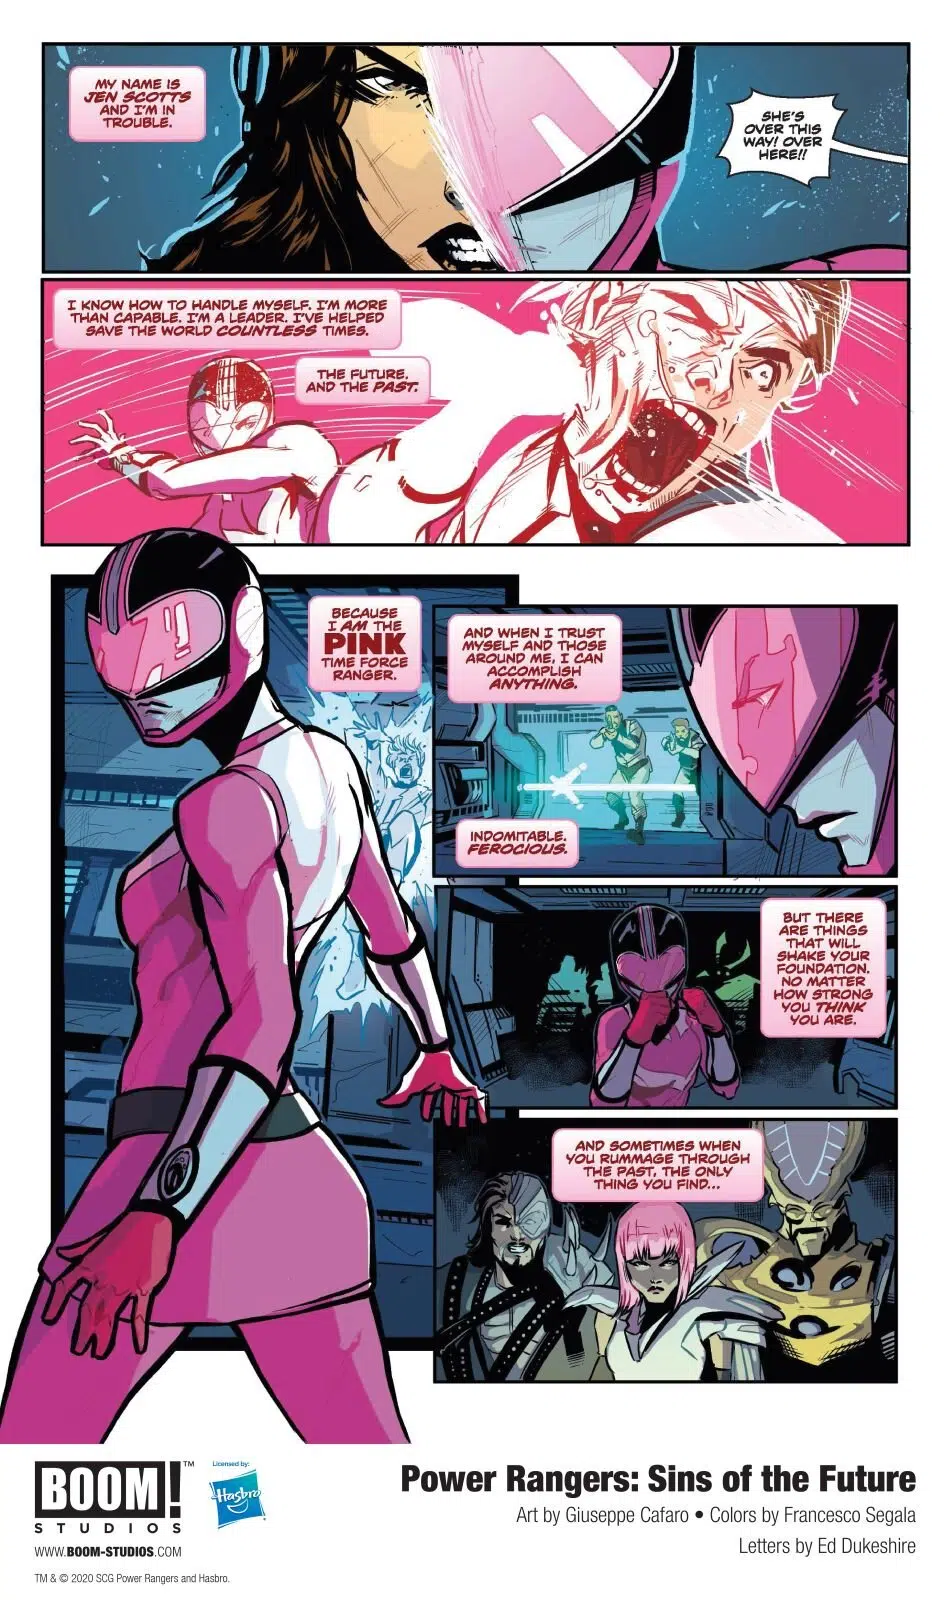 MY NAME IS
JEN SCOTTS
AND I'M IN
TROUBLE.
SHE'S
OVER THIS
WAY! OVER
HERE!!
I KNOW HOW TO HANDLE MYSELF. I'M MORE
THAN CAPABLE. I'M A LEADER. I'VE HELPED
SAVE THE WORLD COUNTLESS TIMES.
THE FUTURE.
AND THE PAST.
BECAUSE
I AM THE
PINK
TIME FORCE
RANGER.
AND WHEN I TRUST
MYSELF AND THOSE
AROUND ME, I CAN
ACCOMPLISH
ANYTHING.
INDOMITABLE.
FEROCIOUS.
BUT THERE
ARE THINGS
THAT WILL
SHAKE YOUR
FOUNDATION.
NO MATTER
HOW STRONG
YOU THINK
YOU ARE.
AND SOMETIMES WHEN
YOU RUMMAGE THROUGH
THE PAST, THE ONLY
THING YOU FIND...
BOOM!™
STUDIOS
WWW.BOOM-STUDIOS.COM
TM & © 2020 SCG Power Rangers and Hasbro.
Licensed by:
Hasbro
Power Rangers: Sins of the Future
Art by Giuseppe Cafaro • Colors by Francesco Segala
Letters by Ed Dukeshire